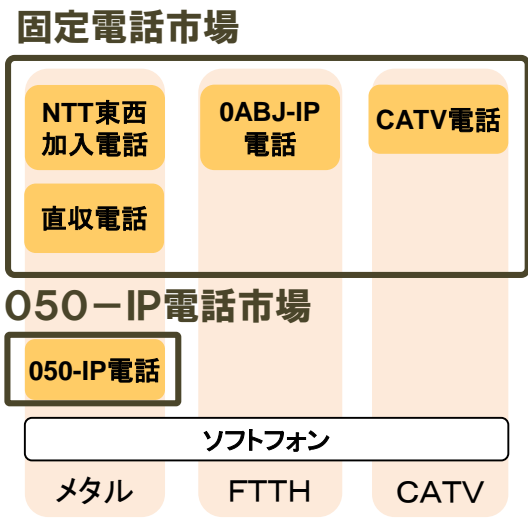 固定電話市場
NTT東西
加入電話
0ABJ-IP
電話
CATV電話
直収電話
050-IP電話市場
050-IP電話
ソフトフォン
メタル
FTTH
CATV